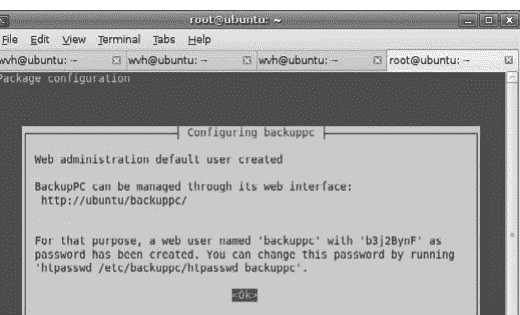 root@ubuntu: ~
File Edit View Terminal Tabs Help
wvh@ubuntu: ~ wvh@ubuntu: ~ wvh@ubuntu: ~ root@ubuntu: ~
Package configuration
Configuring backuppc
Web administration default user created
BackupPC can be managed through its web interface:
http://ubuntu/backuppc/
For that purpose, a web user named 'backuppc' with 'b3j2BynF' as
password has been created. You can change this password by running
'htpasswd /etc/backuppc/htpasswd backuppc'.
<Ok>